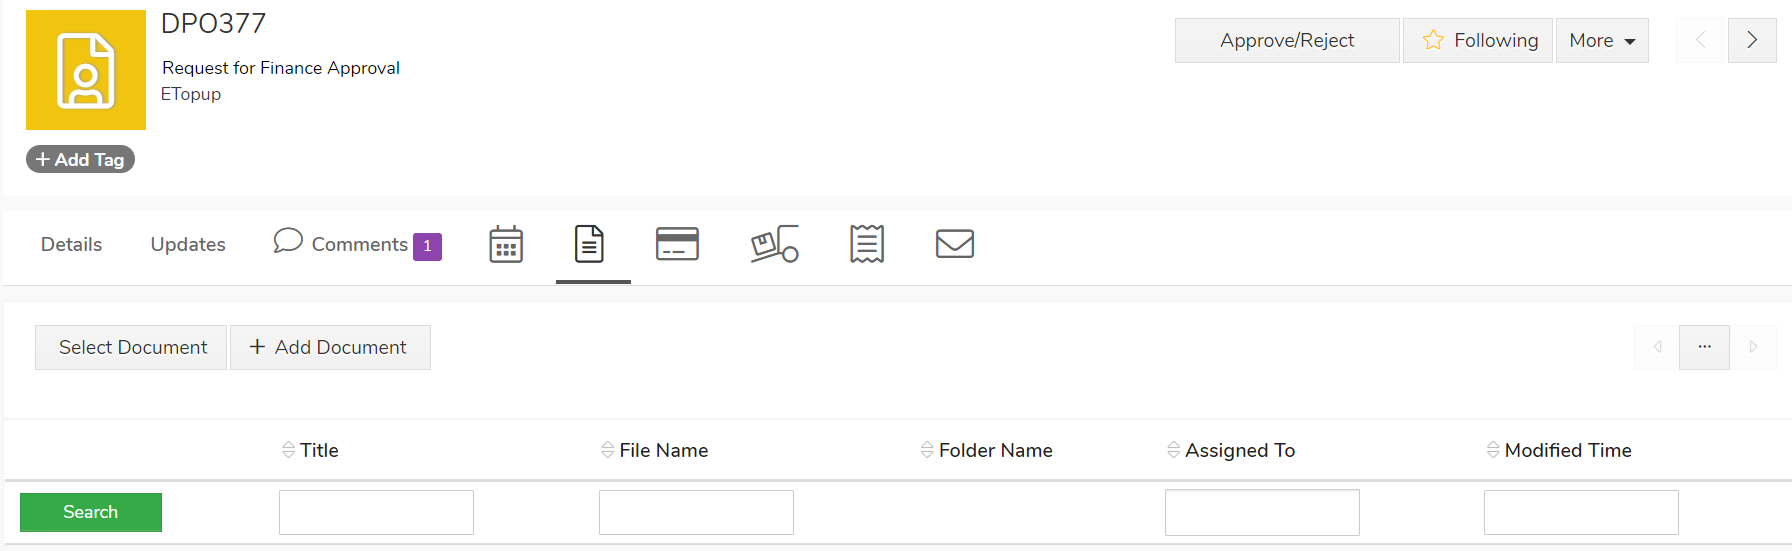 DPO377
Request for Finance Approval
ETopup
+ Add Tag
Approve/Reject
Following
More
Details
Updates
Comments 1
Select Document
+ Add Document
...
Title
File Name
Folder Name
Assigned To
Modified Time
Search